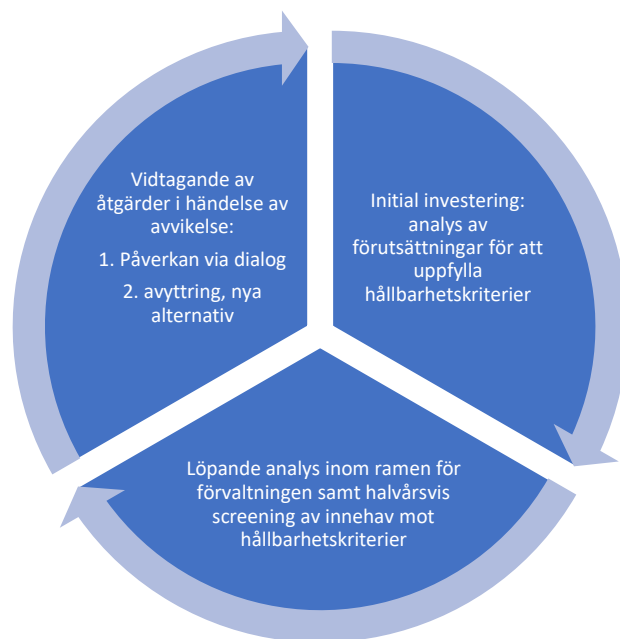 Vidtagande av
åtgärder i händelse av
avvikelse:
1. Påverkan via dialog
2. avyttring, nya
alternativ
Initial investering:
analys av
förutsättningar för att
uppfylla
hållbarhetskriterier
Löpande analys inom ramen för
förvaltningen samt halvårsvis
screening av innehav mot
hållbarhetskriterier